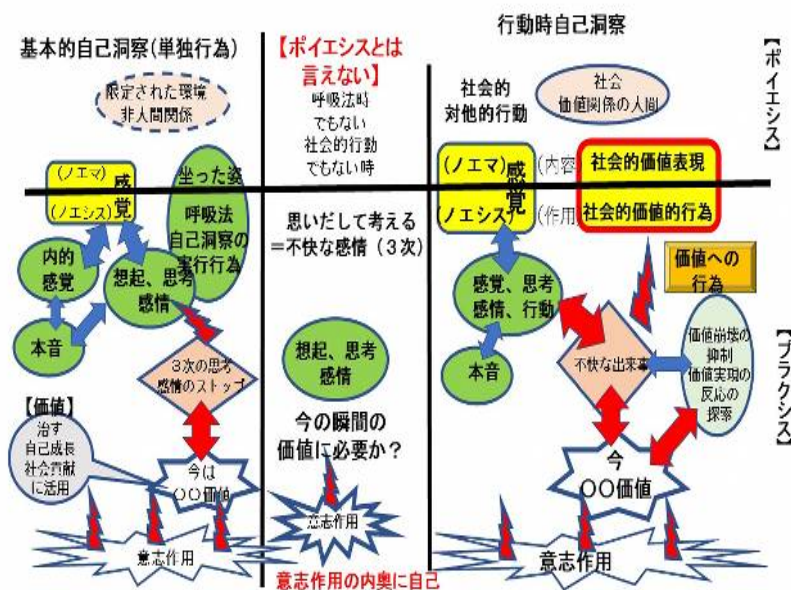 基本的自己洞察(単独行為)
限定された環境
非人間関係
(ノエマ)
(ノエシス)
感覚
坐った姿
呼吸法
自己洞察の
実行行為
内的
感覚
想起、思考
感情
本音
3次の思考
感情のストップ
【価値】
治す
自己成長
社会貢献
に活用
今は
○○価値
意志作用
【ポイエシスとは
言えない】
呼吸法時
でもない
社会的行動
でもない時
思いだして考える
=不快な感情(3次)
想起、思考
感情
今の瞬間の
価値に必要か?
意志作用
意志作用の内奥に自己
行動時自己洞察
社会的
対他的行動
社会
価値関係の人間
(ノエマ)
(ノエシス)
感覚
(内容)
(作用)
社会的価値表現
社会的価値的行為
価値への
行為
感覚、思考
感情、行動
本音
不快な出来事
価値崩壊の
抑制
価値実現の
反応の
探索
今
○○価値
意志作用
【ポイエシス】
【プラクシス】